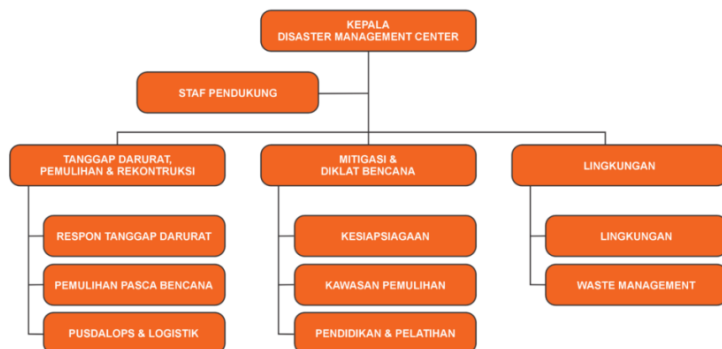 KEPALA
DISASTER MANAGEMENT CENTER
STAF PENDUKUNG
TANGGAP DARURAT,
PEMULIHAN & REKONTRUKSI
MITIGASI &
DIKLAT BENCANA
LINGKUNGAN
RESPON TANGGAP DARURAT
KESIAPSIAGAAN
LINGKUNGAN
PEMULIHAN PASCA BENCANA
KAWASAN PEMULIHAN
WASTE MANAGEMENT
PUSDALOPS & LOGISTIK
PENDIDIKAN & PELATIHAN